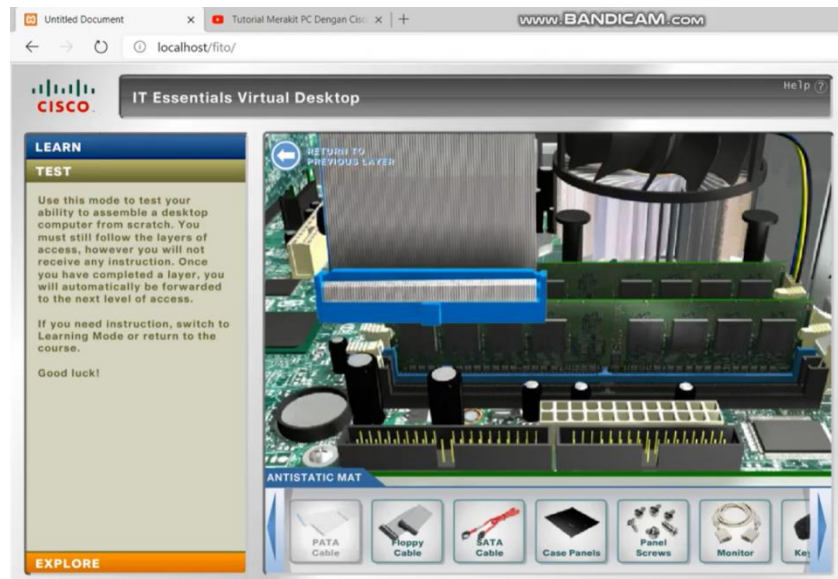 Untitled Document
Tutorial Merakit PC Dengan Cisc
www.BANDICAM.com
localhost/fito/
CISCO
IT Essentials Virtual Desktop
Help ?
LEARN
TEST
Use this mode to test your
ability to assemble a desktop
computer from scratch. You
must still follow the layers of
access, however you will not
receive any instruction. Once
you have completed a layer, you
will automatically be forwarded
to the next level of access.
If you need instruction, switch to
Learning Mode or return to the
course.
Good luck!
EXPLORE
RETURN TO
PREVIOUS LAYER
ANTISTATIC MAT
PATA
Cable
Floppy
Cable
SATA
Cable
Case Panels
Panel
Screws
Monitor
Key